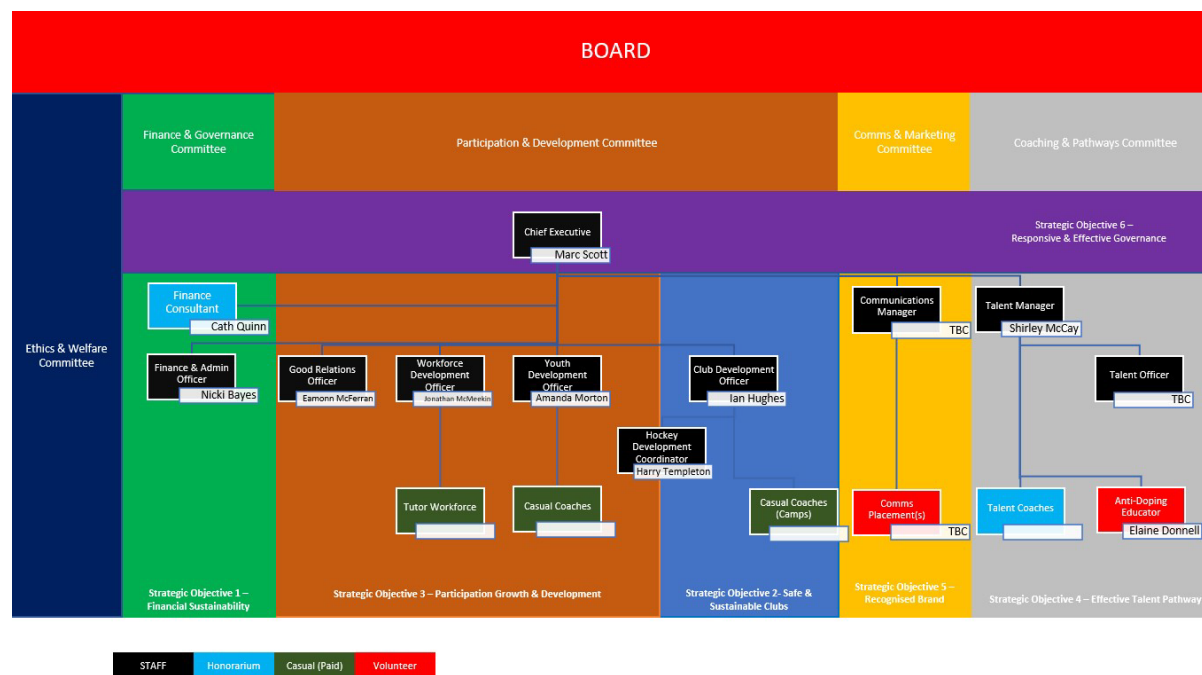 BOARD
Ethics & Welfare
Committee
Finance & Governance
Committee
Participation & Development Committee
Comms & Marketing
Committee
Coaching & Pathways Committee
Chief Executive
Marc Scott
Strategic Objective 6 –
Responsive & Effective Governance
Finance
Consultant
Cath Quinn
Communications
Manager
TBC
Talent Manager
Shirley McCay
Finance & Admin
Officer
Nicki Bayes
Good Relations
Officer
Eamonn McFerran
Workforce
Development
Officer
Jonathan McMeekin
Youth
Development
Officer
Amanda Morton
Club Development
Officer
Ian Hughes
Talent Officer
TBC
Hockey
Development
Coordinator
Harry Templeton
Tutor Workforce
Casual Coaches
Casual Coaches
(Camps)
Comms
Placement(s)
TBC
Talent Coaches
Anti-Doping
Educator
Elaine Donnell
Strategic Objective 1 –
Financial Sustainability
Strategic Objective 3 – Participation Growth & Development
Strategic Objective 2- Safe &
Sustainable Clubs
Strategic Objective 5 –
Recognised Brand
Strategic Objective 4 – Effective Talent Pathway
STAFF
Honorarium
Casual (Paid)
Volunteer